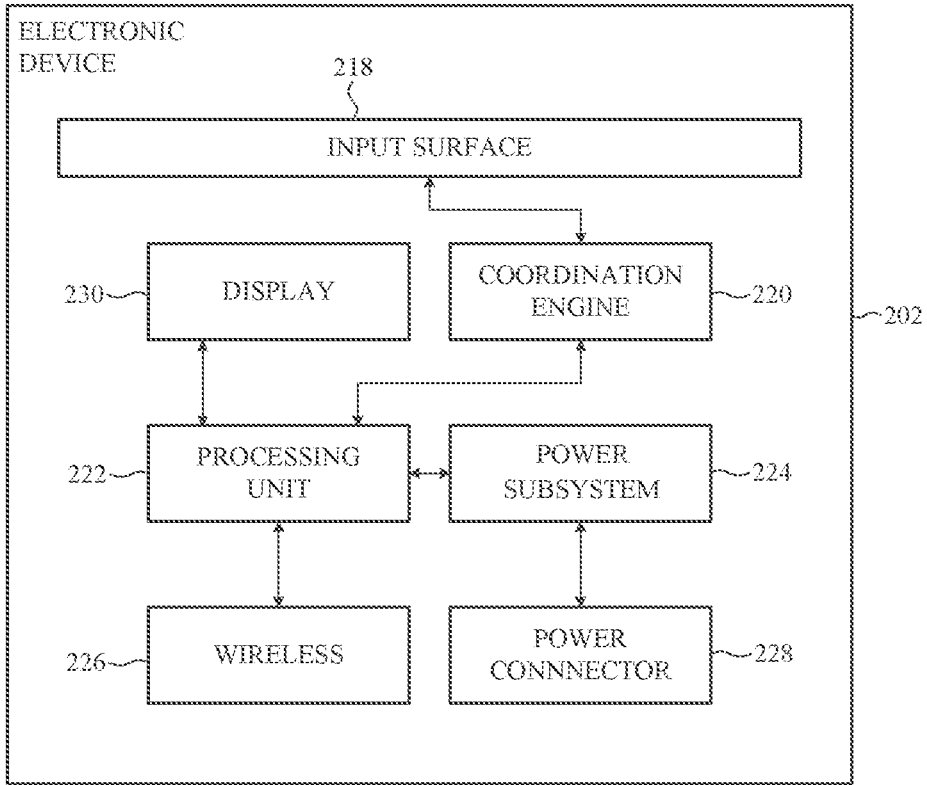 ELECTRONIC
DEVICE
218
INPUT SURFACE
230
DISPLAY
COORDINATION
ENGINE
220
202
222
PROCESSING
UNIT
POWER
SUBSYSTEM
224
226
WIRELESS
POWER
CONNNECTOR
228